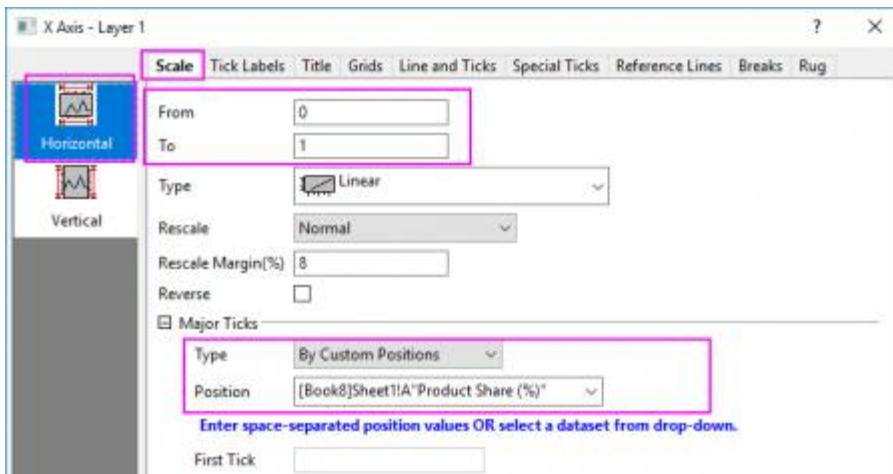 X Axis - Layer 1 ?
Scale Tick Labels Title Grids Line and Ticks Special Ticks Reference Lines Breaks Rug
Horizontal
Vertical
From 0
To 1
Type Linear
Rescale Normal
Rescale Margin(%) 8
Reverse
Major Ticks
Type By Custom Positions
Position [Book8]Sheet1!A"Product Share (%)"
Enter space-separated position values OR select a dataset from drop-down.
First Tick